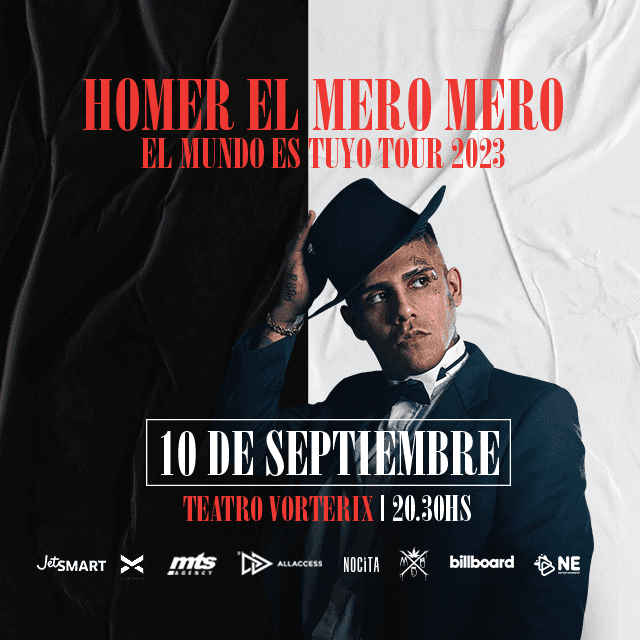 HOMER EL MERO MERO
EL MUNDO ES TUYO TOUR 2023
10 DE SEPTIEMBRE
TEATRO VORTERIX | 20.30HS
JetSMART
mts
AGENCY
ALLACCESS
NOCiTA
billboard
NE